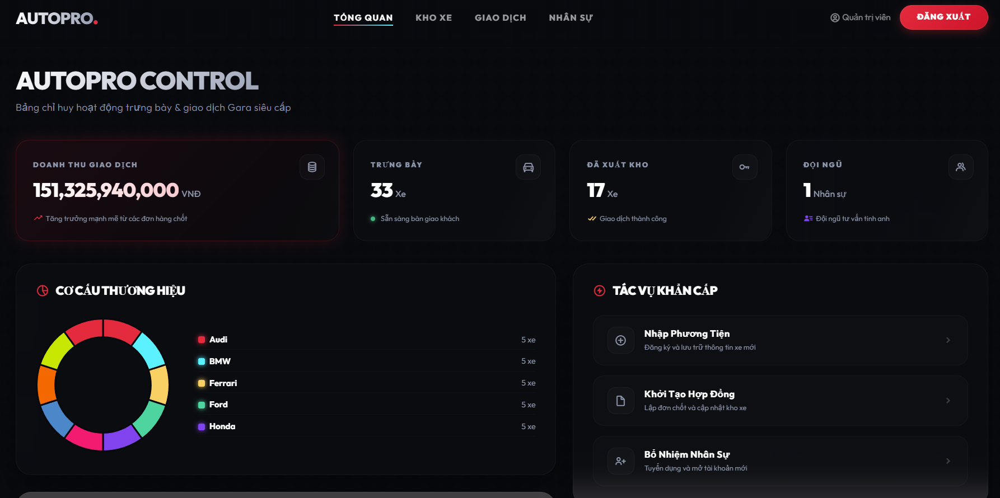 AUTOPRO.
TỔNG QUAN
KHO XE
GIAO DỊCH
NHÂN SỰ
Quản trị viên
ĐĂNG XUẤT
AUTOPRO CONTROL
Bảng chỉ huy hoạt động trưng bày & giao dịch Gara siêu cấp
DOANH THU GIAO DỊCH
151,325,940,000 VNĐ
Tăng trưởng mạnh mẽ từ các đơn hàng chốt
TRƯNG BÀY
33 Xe
Sẵn sàng bàn giao khách
ĐÃ XUẤT KHO
17 Xe
Giao dịch thành công
ĐỘI NGŨ
1 Nhân sự
Đội ngũ tư vấn tinh anh
CƠ CẤU THƯƠNG HIỆU
Audi 5 xe
BMW 5 xe
Ferrari 5 xe
Ford 5 xe
Honda 5 xe
TÁC VỤ KHẨN CẤP
Nhập Phương Tiện
Đăng ký và lưu trữ thông tin xe mới
Khởi Tạo Hợp Đồng
Lập đơn chốt và cập nhật kho xe
Bổ Nhiệm Nhân Sự
Tuyển dụng và mở tài khoản mới